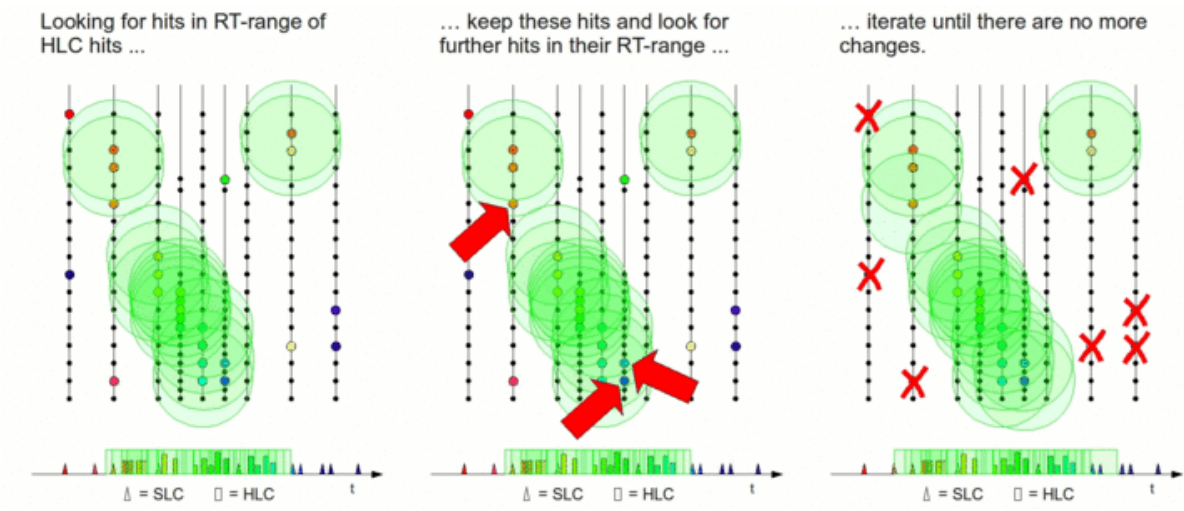 Looking for hits in RT-range of
HLC hits ...
... keep these hits and look for
further hits in their RT-range ...
... iterate until there are no more
changes.
t
= SLC = HLC
t
= SLC = HLC
t
= SLC = HLC